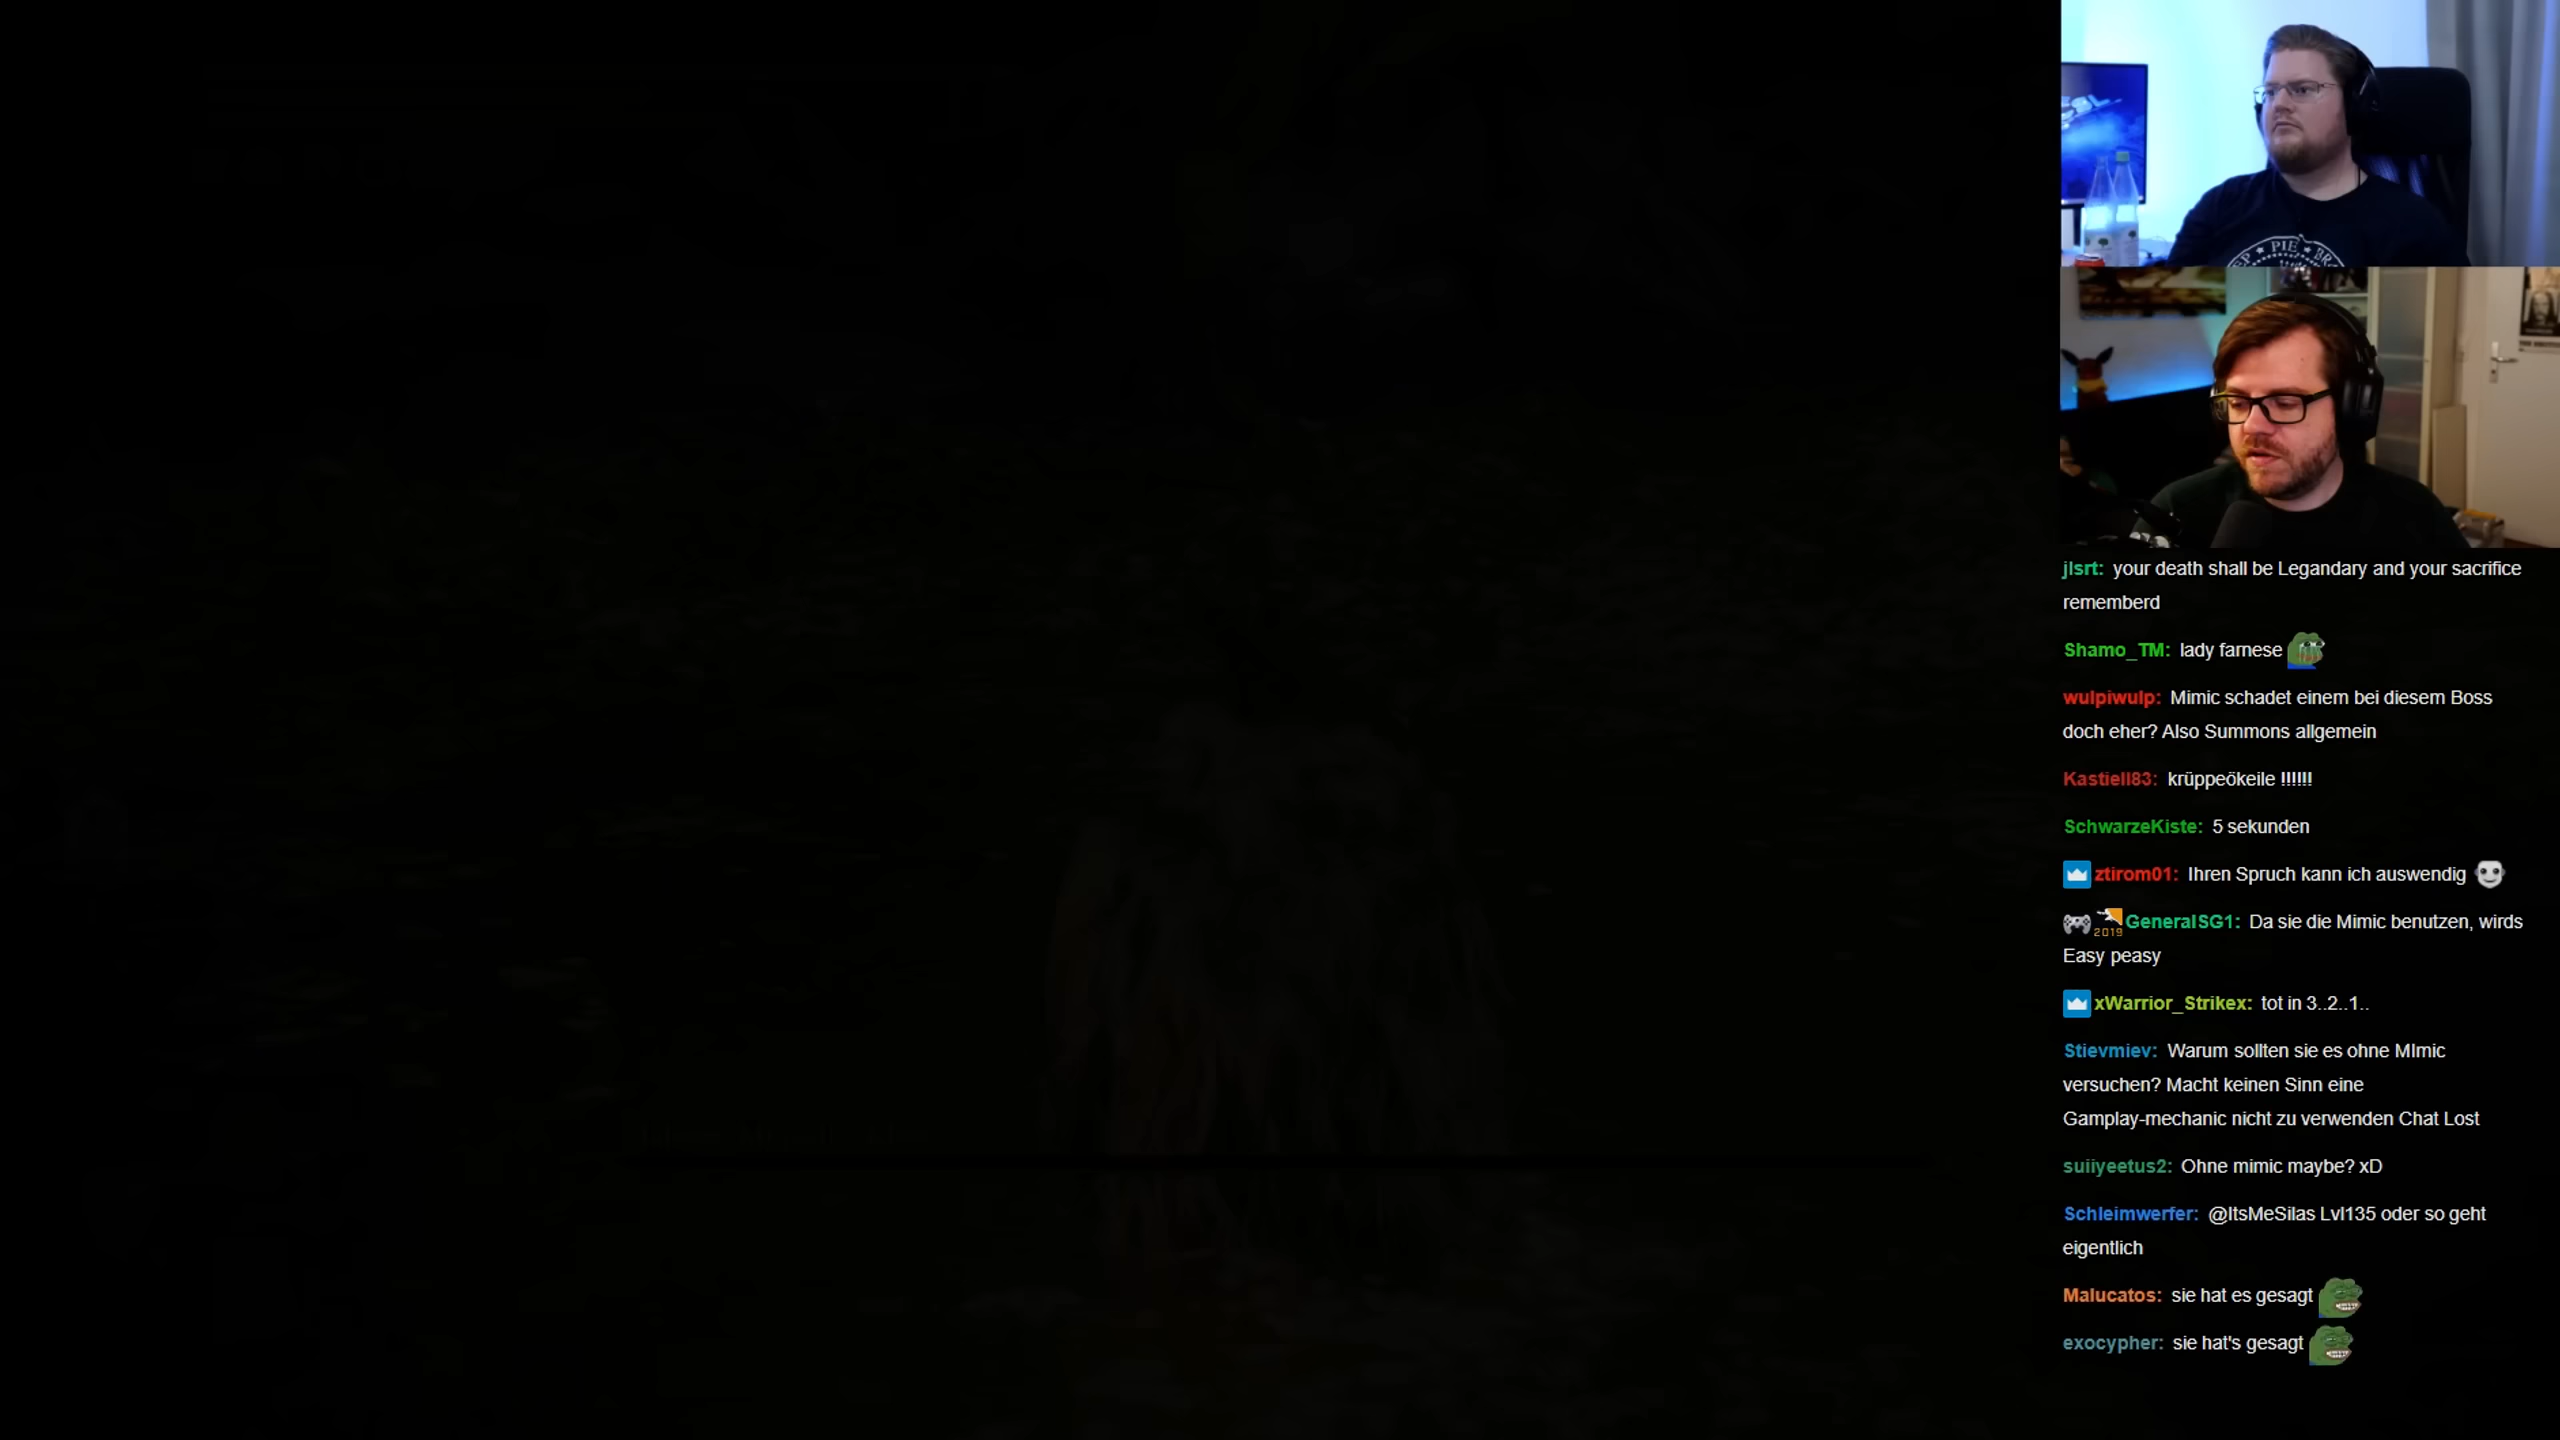 ★ PIE ★
jlsrt: your death shall be Legandary and your sacrifice
rememberd
Shamo_TM: lady farnese
wulpiwulp: Mimic schadet einem bei diesem Boss
doch eher? Also Summons allgemein
Kastiell83: krüppeökeile !!!!!!
SchwarzeKiste: 5 sekunden
ztirom01: Ihren Spruch kann ich auswendig
2019 GeneralSG1: Da sie die Mimic benutzen, wirds
Easy peasy
xWarrior_Strikex: tot in 3..2..1..
Stievmiev: Warum sollten sie es ohne MImic
versuchen? Macht keinen Sinn eine
Gamplay-mechanic nicht zu verwenden Chat Lost
suiiyeetus2: Ohne mimic maybe? xD
Schleimwerfer: @ItsMeSilas Lvl135 oder so geht
eigentlich
Malucatos: sie hat es gesagt
exocypher: sie hat's gesagt